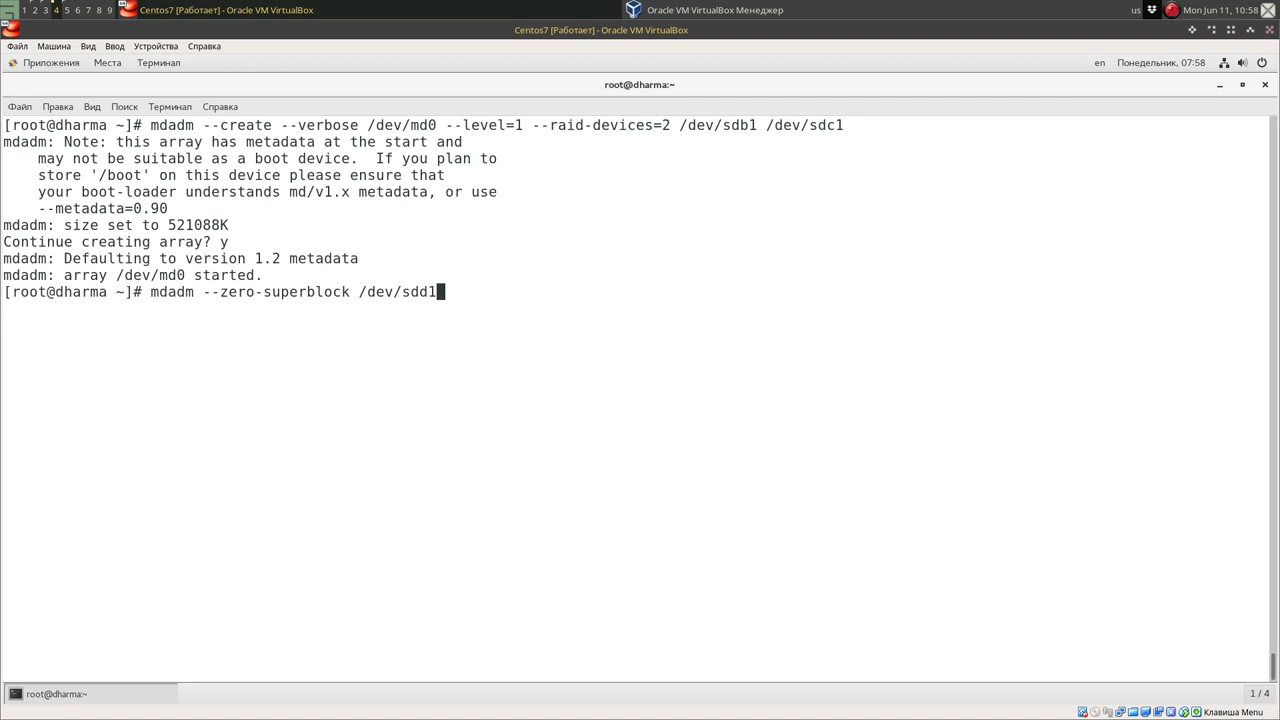 1 2 3 4 5 6 7 8 9
Centos7 [Работает] - Oracle VM VirtualBox
Oracle VM VirtualBox Менеджер
us
Mon Jun 11, 10:58
Centos7 [Работает] - Oracle VM VirtualBox
Файл Машина Вид Ввод Устройства Справка
Приложения Места Терминал
en Понедельник, 07:58
root@dharma:~
Файл Правка Вид Поиск Терминал Справка
[root@dharma ~]# mdadm --create --verbose /dev/md0 --level=1 --raid-devices=2 /dev/sdb1 /dev/sdc1
mdadm: Note: this array has metadata at the start and
    may not be suitable as a boot device.  If you plan to
    store '/boot' on this device please ensure that
    your boot-loader understands md/v1.x metadata, or use
    --metadata=0.90
mdadm: size set to 521088K
Continue creating array? y
mdadm: Defaulting to version 1.2 metadata
mdadm: array /dev/md0 started.
[root@dharma ~]# mdadm --zero-superblock /dev/sdd1
root@dharma:~
1 / 4
Клавиша Menu